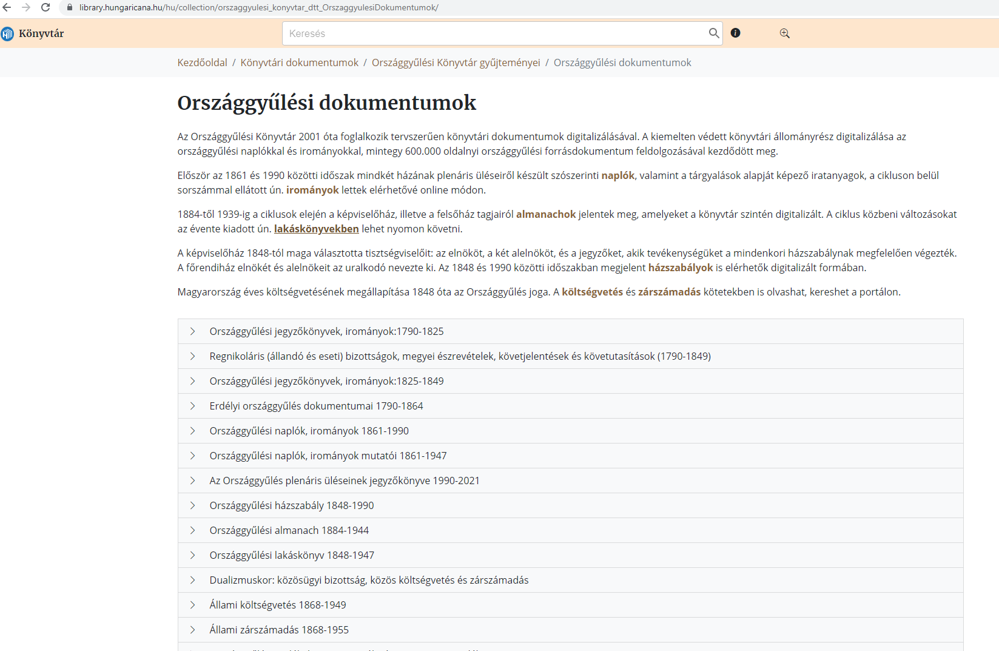 library.hungaricana.hu/hu/collection/orszaggyulesi_konyvtar_dtt_OrszaggyulesiDokumentumok/
Könyvtár
Keresés
Kezdőoldal / Könyvtári dokumentumok / Országgyűlési Könyvtár gyűjteményei / Országgyűlési dokumentumok
Országgyűlési dokumentumok
Az Országgyűlési Könyvtár 2001 óta foglalkozik tervszerűen könyvtári dokumentumok digitalizálásával. A kiemelten védett könyvtári állományrész digitalizálása az
országgyűlési naplókkal és irományokkal, mintegy 600.000 oldalnyi országgyűlési forrásdokumentum feldolgozásával kezdődött meg.
Először az 1861 és 1990 közötti időszak mindkét házának plenáris üléseiről készült szószerinti naplók, valamint a tárgyalások alapját képező iratanyagok, a cikluson belül
sorszámmal ellátott ún. irományok lettek elérhetővé online módon.
1884-től 1939-ig a ciklusok elején a képviselőház, illetve a felsőház tagjairól almanachok jelentek meg, amelyeket a könyvtár szintén digitalizált. A ciklus közbeni változásokat
az évente kiadott ún. lakáskönyvekben lehet nyomon követni.
A képviselőház 1848-tól maga választotta tisztségviselőit: az elnököt, a két alelnököt, és a jegyzőket, akik tevékenységüket a mindenkori házszabálynak megfelelően végezték.
A főrendiház elnökét és alelnökeit az uralkodó nevezte ki. Az 1848 és 1990 közötti időszakban megjelent házszabályok is elérhetők digitalizált formában.
Magyarország éves költségvetésének megállapítása 1848 óta az Országgyűlés joga. A költségvetés és zárszámadás kötetekben is olvashat, kereshet a portálon.
Országgyűlési jegyzőkönyvek, irományok:1790-1825
Regnikoláris (állandó és eseti) bizottságok, megyei észrevételek, követjelentések és követutasítások (1790-1849)
Országgyűlési jegyzőkönyvek, irományok:1825-1849
Erdélyi országgyűlés dokumentumai 1790-1864
Országgyűlési naplók, irományok 1861-1990
Országgyűlési naplók, irományok mutatói 1861-1947
Az Országgyűlés plenáris üléseinek jegyzőkönyve 1990-2021
Országgyűlési házszabály 1848-1990
Országgyűlési almanach 1884-1944
Országgyűlési lakáskönyv 1848-1947
Dualizmuskor: közösügyi bizottság, közös költségvetés és zárszámadás
Állami költségvetés 1868-1949
Állami zárszámadás 1868-1955